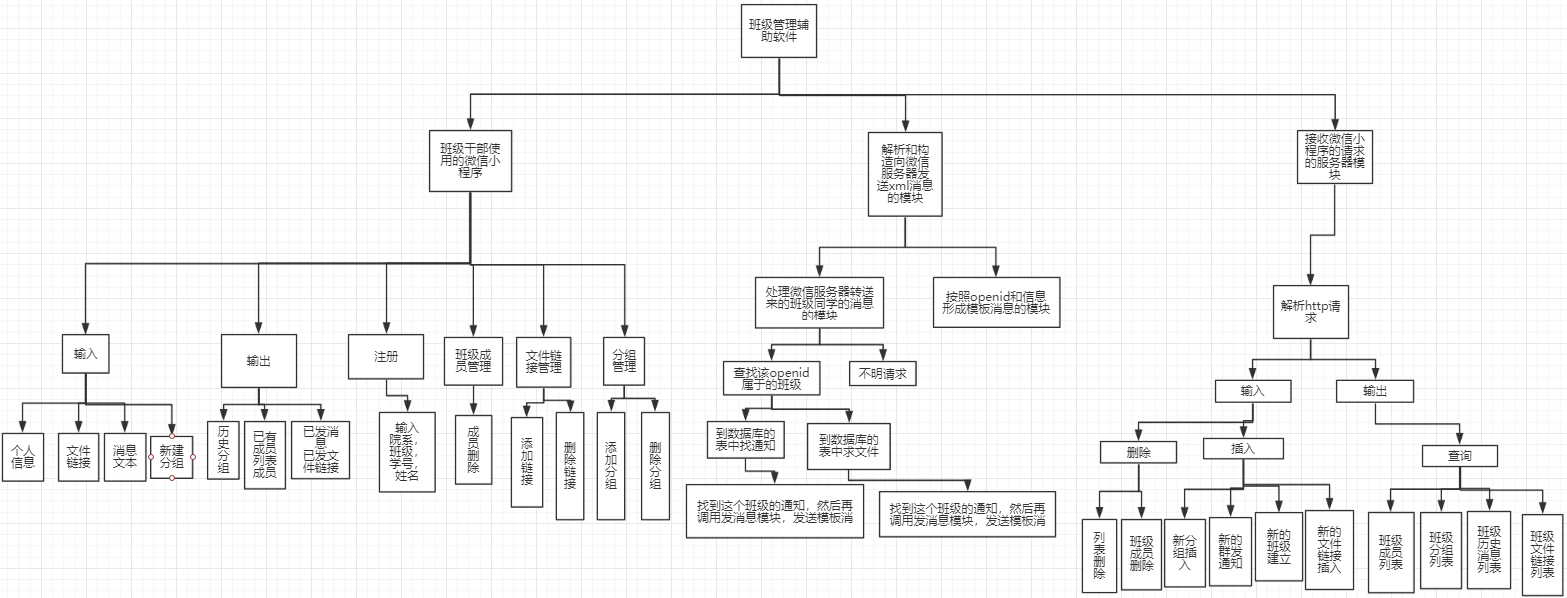 班级管理辅
助软件
班级干部使
用的微信小
程序
解析和构
造向微信
服务器发
送xml消息
的模块
接收微信小
程序的请求
的服务器模
块
处理微信服务器转送
来的班级同学的消息
的模块
按照openid和信息
形成模板消息的模块
解析http请
求
输入
输出
注册
班级成
员管理
文件链
接管理
分组
管理
查找该openid
属于的班级
不明请求
输入
输出
个人
信息
文件
链接
消息
文本
新建
分组
历
史
分
组
已有
成员
列表
成员
已发消
息
已发文
件链接
输入
院系，
班级，
学号，
姓名
成
员
删
除
添
加
链
接
删
除
链
接
添
加
分
组
删
除
分
组
到数据库的
表中找通知
到数据库的
表中求文件
找到这个班级的通知，然后再
调用发消息模块，发送模板消
找到这个班级的通知，然后再
调用发消息模块，发送模板消
删除
插入
查询
列
表
删
除
班级
成员
删除
新分
组插
入
新的
群发
通知
新的
班级
建立
新的
文件
链接
插入
班级
成员
列表
班级
分组
列表
班级
历史
消息
列表
班级
文件
链接
列表